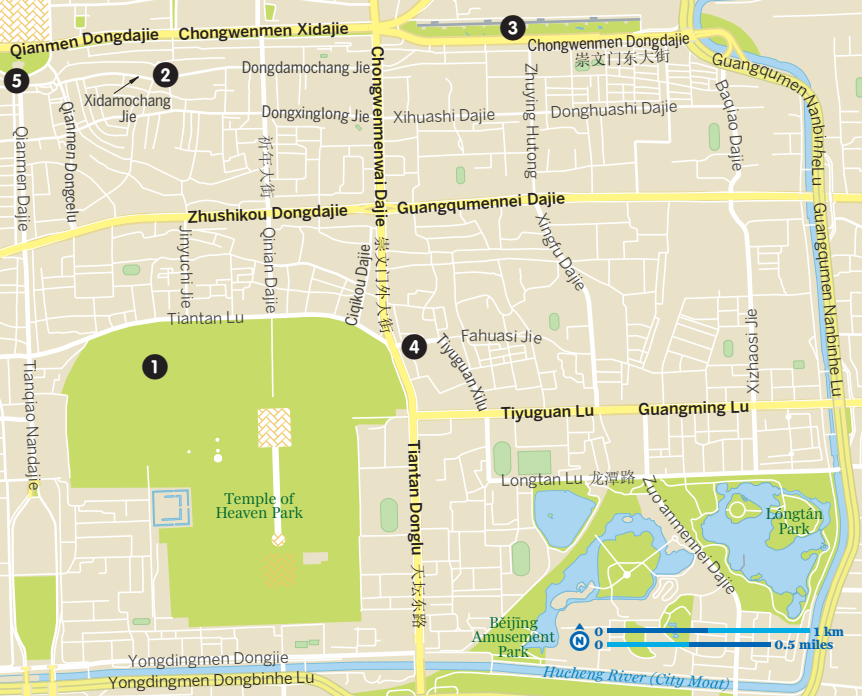 Qianmen Dongdajie
Chongwenmen Xidajie
3
Chongwenmen Dongdajie
崇文门东大街
5
2
Dongdamochang Jie
Xidamochang
Jie
Guangqumen Nanbinhe Lu
Zhuying Hutong
Baqiao Dajie
Qianmen Dajie
Qianmen Dongcelu
Dongxinglong Jie
Xihuashi Dajie
Donghuashi Dajie
Chongwenmenwai Dajie
崇文门外大街
祈年大街
Zhushikou Dongdajie
Guangqumennei Dajie
Guangqumen Nanbinhe Lu
Jinyuchi Jie
Qinian Dajie
Ciqikou Dajie
Xingfu Dajie
Tiantan Lu
4
Fahuasi Jie
Tiyuguan Xilu
Xizhaosi Jie
1
Tianqiao Nandajie
Tiyuguan Lu
Guangming Lu
Tiantan Donglu
天坛东路
Longtan Lu 龙潭路
Zuo'anmennei Dajie
Temple of
Heaven Park
Lóngtán
Park
Běijīng
Amusement
Park
N
0
1 km
0
0.5 miles
Yongdingmen Dongjie
Yongdingmen Dongbinhe Lu
Hucheng River (City Moat)